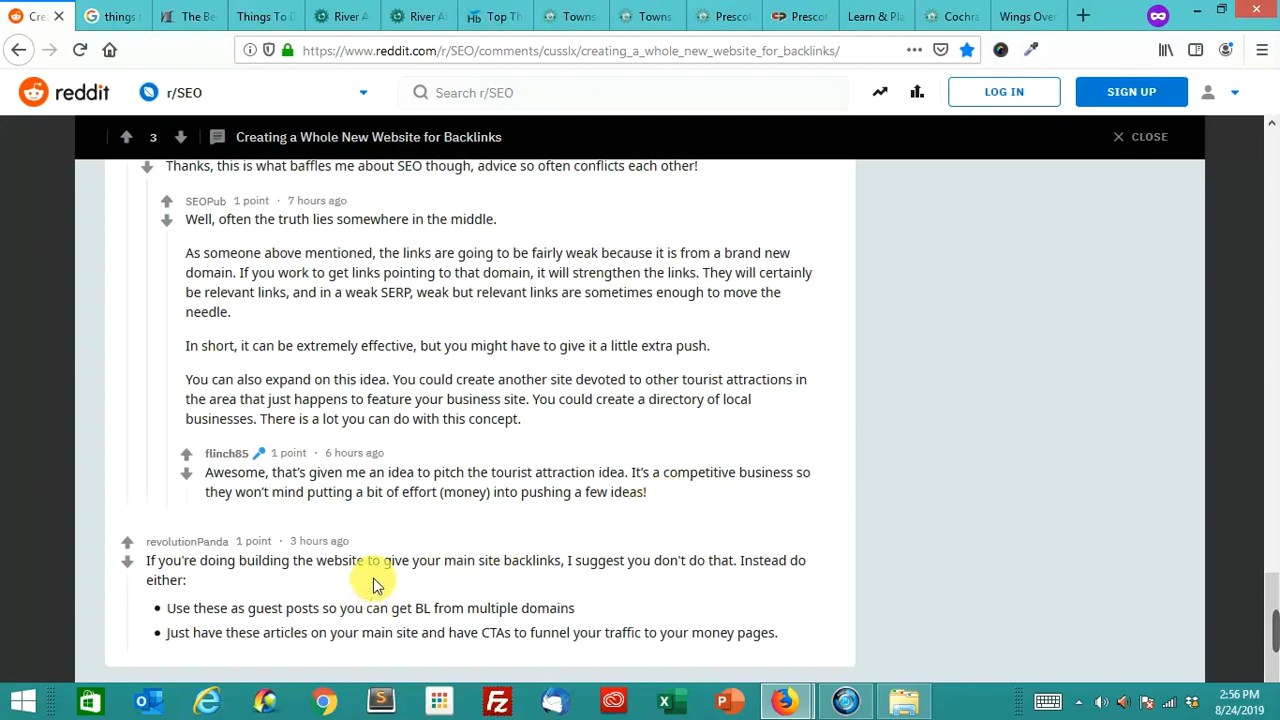 Cre
things t
The Be
Things To D
River A
River A
Top Th
Towns
Towns
Presco
Prescot
Learn & Pla
Cochra
Wings Over
https://www.reddit.com/r/SEO/comments/cusslx/creating_a_whole_new_website_for_backlinks/
reddit
r/SEO
Search r/SEO
LOG IN
SIGN UP
3
Creating a Whole New Website for Backlinks
CLOSE
Thanks, this is what baffles me about SEO though, advice so often conflicts each other!
SEOPub 1 point · 7 hours ago
Well, often the truth lies somewhere in the middle.
As someone above mentioned, the links are going to be fairly weak because it is from a brand new
domain. If you work to get links pointing to that domain, it will strengthen the links. They will certainly
be relevant links, and in a weak SERP, weak but relevant links are sometimes enough to move the
needle.
In short, it can be extremely effective, but you might have to give it a little extra push.
You can also expand on this idea. You could create another site devoted to other tourist attractions in
the area that just happens to feature your business site. You could create a directory of local
businesses. There is a lot you can do with this concept.
flinch85 1 point · 6 hours ago
Awesome, that’s given me an idea to pitch the tourist attraction idea. It’s a competitive business so
they won’t mind putting a bit of effort (money) into pushing a few ideas!
revolutionPanda 1 point · 3 hours ago
If you're doing building the website to give your main site backlinks, I suggest you don't do that. Instead do
either:
• Use these as guest posts so you can get BL from multiple domains
• Just have these articles on your main site and have CTAs to funnel your traffic to your money pages.
2:56 PM
8/24/2019